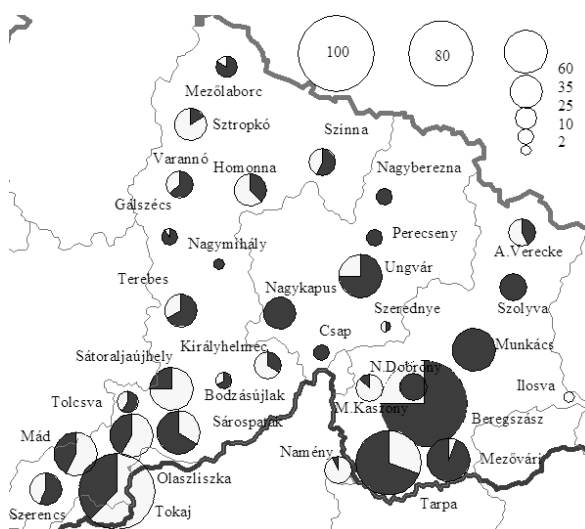 100
80
60
35
25
10
2
Mezőlaborc
Sztropkó
Szinna
Varannó
Homonna
Nagyberezna
Gálszécs
Nagymihály
Perecseny
A.Verecke
Ungvár
Terebes
Nagykapus
Szerednye
Szolyva
Csap
Munkács
Királyhelmec
Sátoraljaújhely
N.Dobrony
Ilosva
Bodzásújlak
Tolcsva
M.Kaszony
Sárospatak
Beregszász
Mád
Namény
Mezővári
Olaszliszka
Szerencs
Tokaj
Tarpa